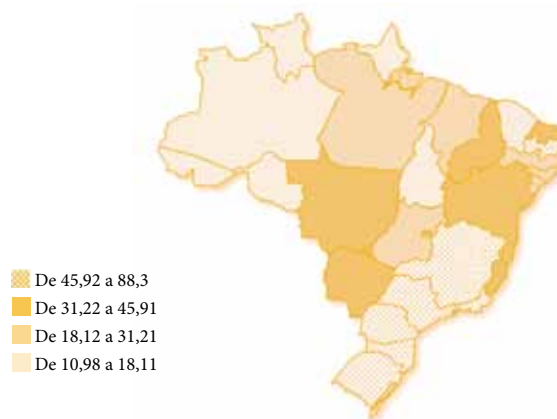 De 45,92 a 88,3
De 31,22 a 45,91
De 18,12 a 31,21
De 10,98 a 18,11